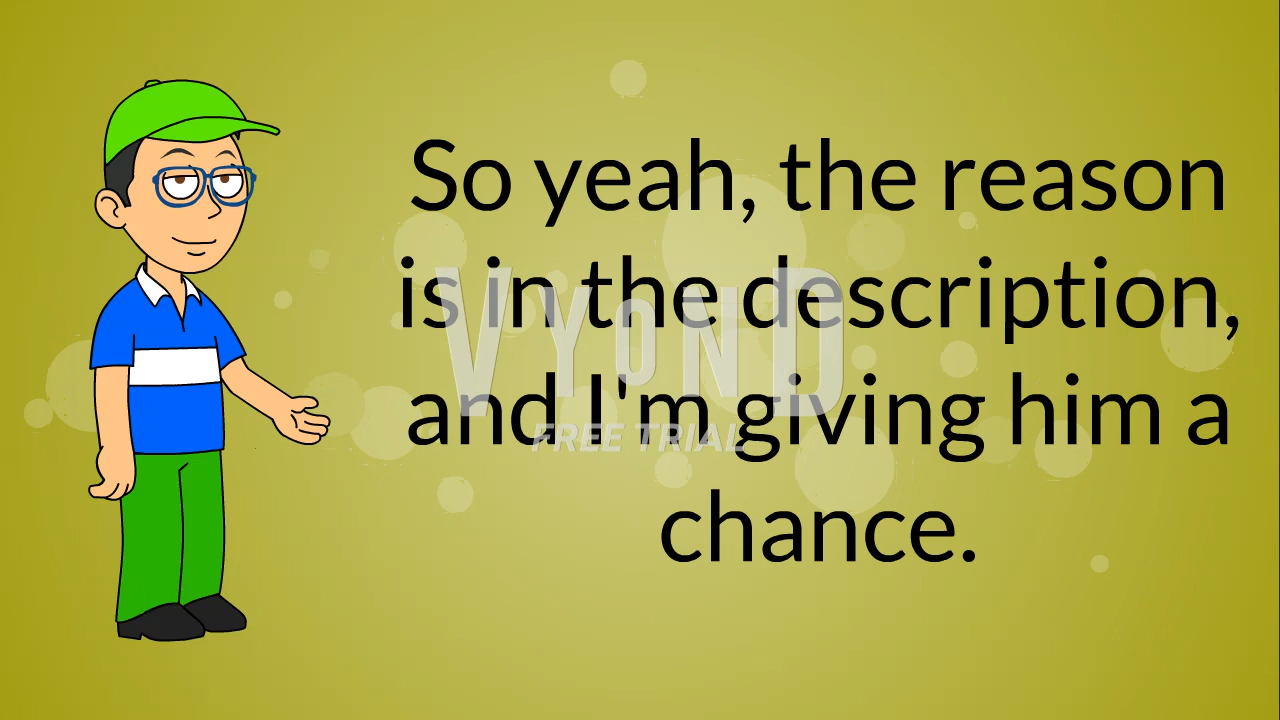 So yeah, the reason
is in the description,
and I'm giving him a
chance.
VYOND
FREE TRIAL